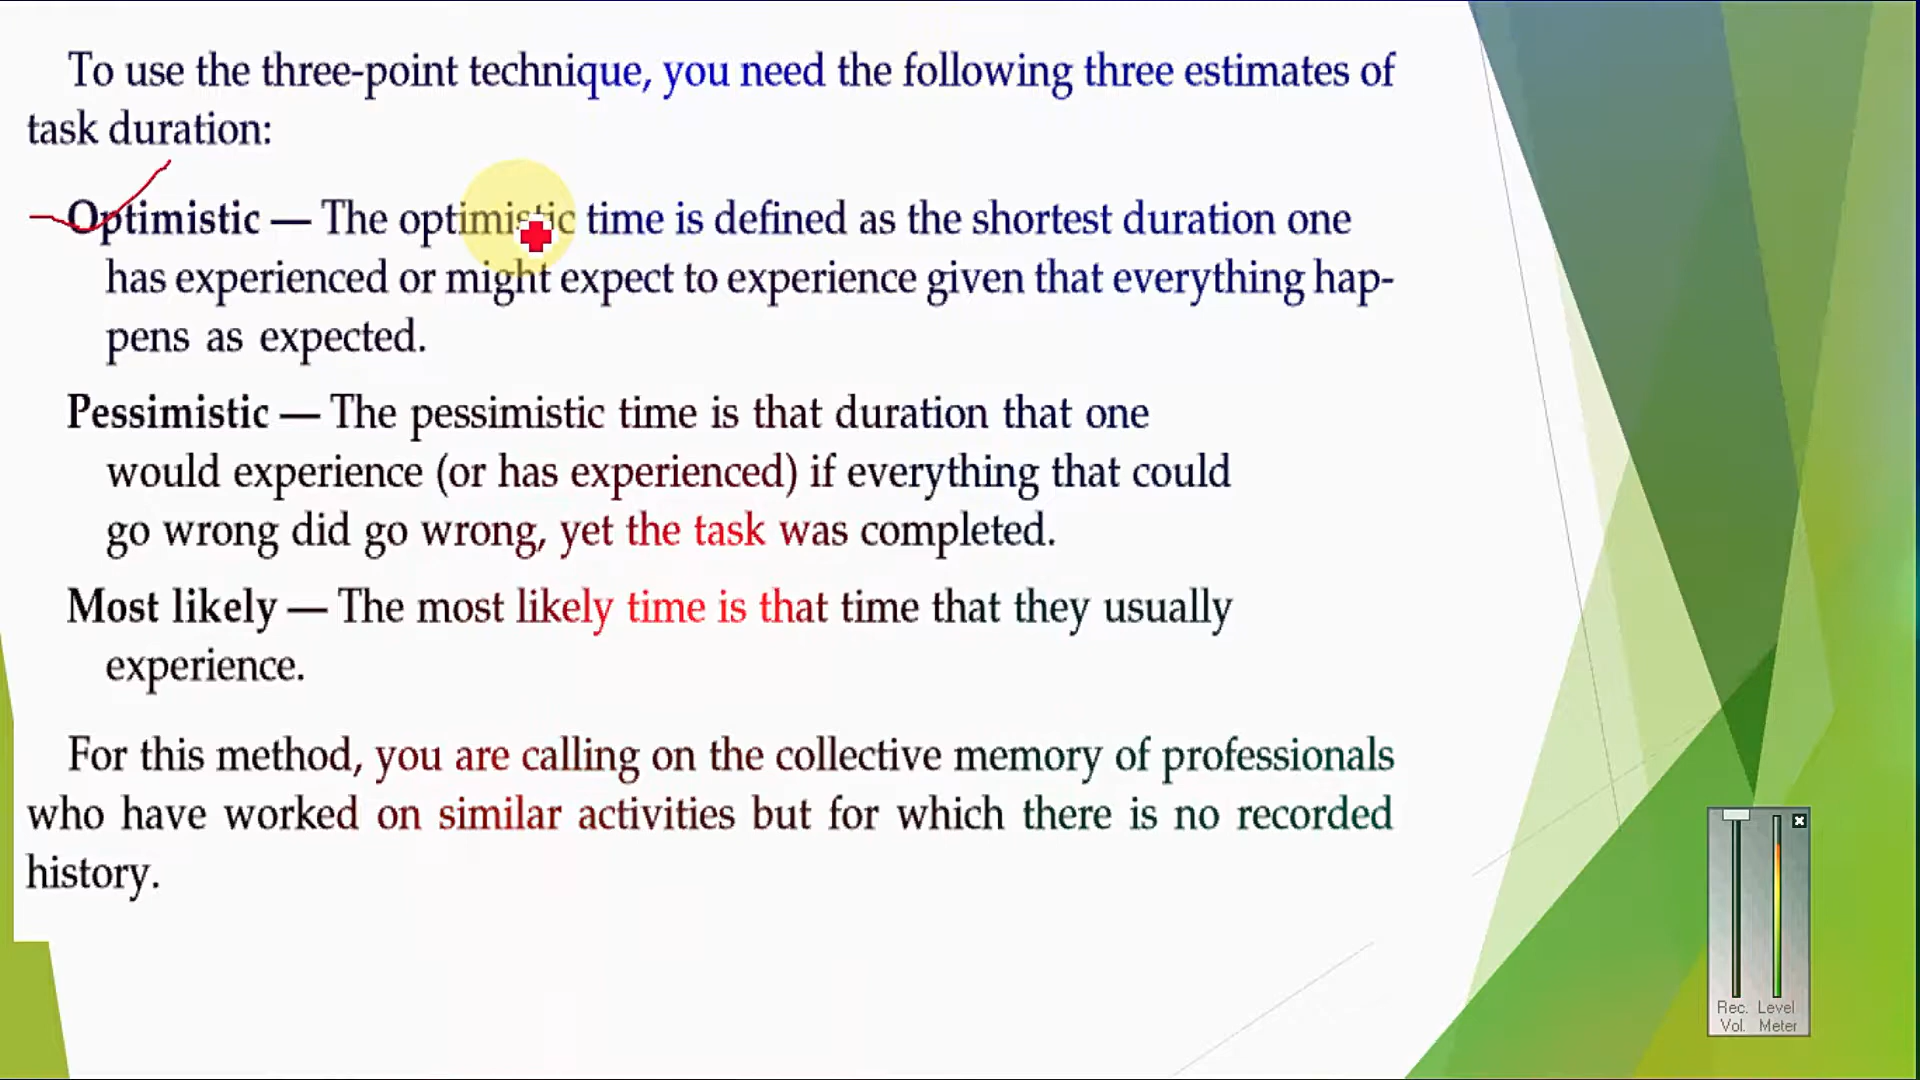 To use the three-point technique, you need the following three estimates of
task duration:
Optimistic — The optimistic time is defined as the shortest duration one
has experienced or might expect to experience given that everything hap-
pens as expected.
Pessimistic — The pessimistic time is that duration that one
would experience (or has experienced) if everything that could
go wrong did go wrong, yet the task was completed.
Most likely — The most likely time is that time that they usually
experience.
For this method, you are calling on the collective memory of professionals
who have worked on similar activities but for which there is no recorded
history.
Rec. Level
Vol. Meter